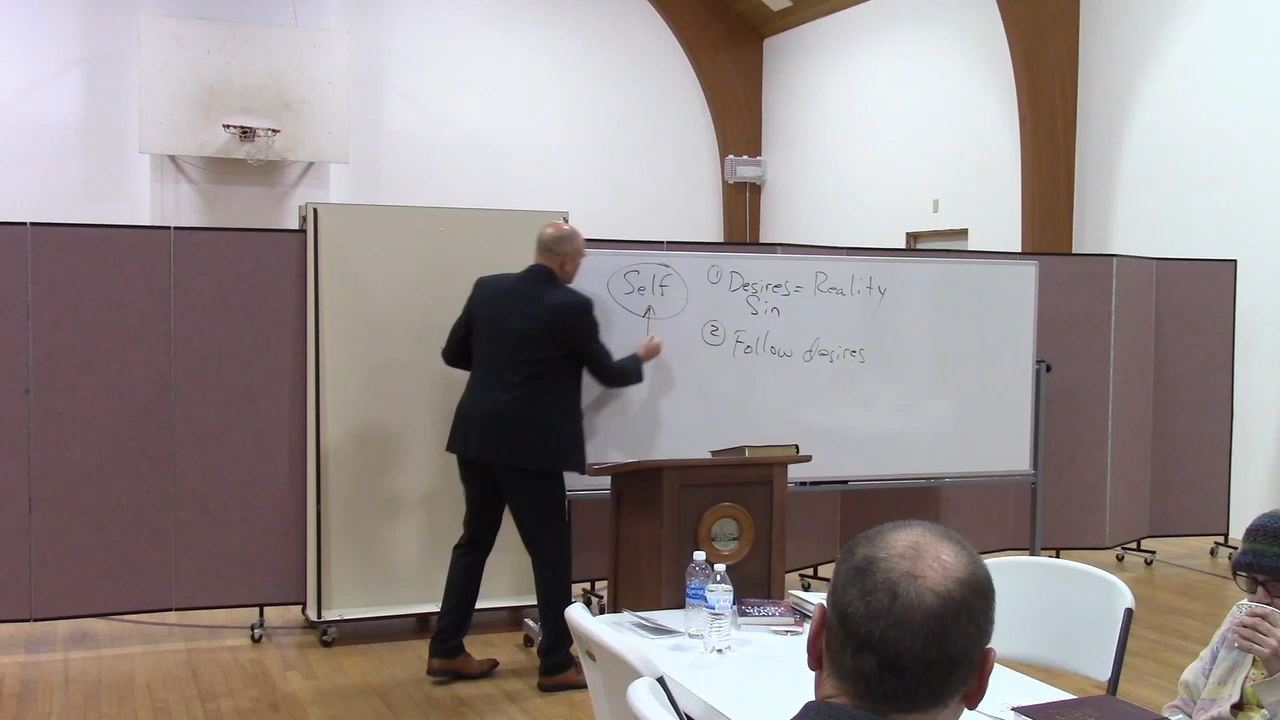 Self
① Desires = Reality
Sin
② Follow desires